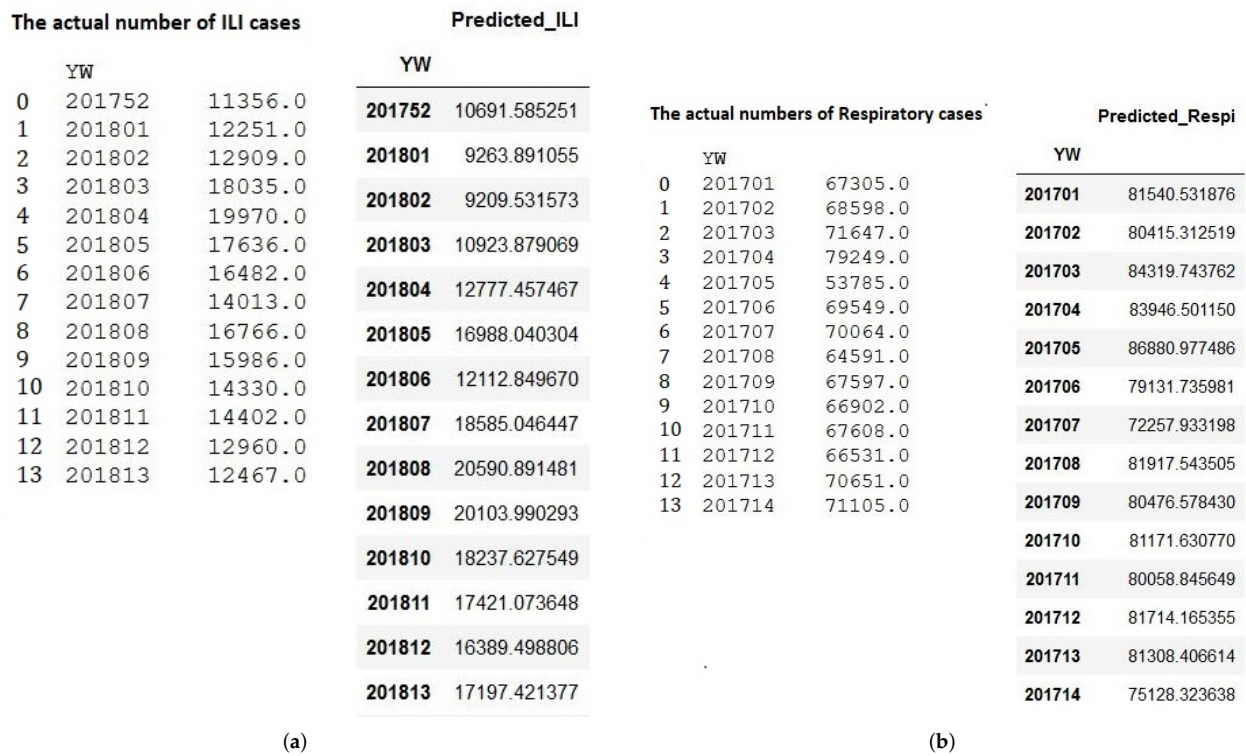 The actual number of ILI cases
YW
0 201752 11356.0
1 201801 12251.0
2 201802 12909.0
3 201803 18035.0
4 201804 19970.0
5 201805 17636.0
6 201806 16482.0
7 201807 14013.0
8 201808 16766.0
9 201809 15986.0
10 201810 14330.0
11 201811 14402.0
12 201812 12960.0
13 201813 12467.0
Predicted_ILI
YW
201752 10691.585251
201801 9263.891055
201802 9209.531573
201803 10923.879069
201804 12777.457467
201805 16988.040304
201806 12112.849670
201807 18585.046447
201808 20590.891481
201809 20103.990293
201810 18237.627549
201811 17421.073648
201812 16389.498806
201813 17197.421377
(a)
The actual numbers of Respiratory cases
YW
0 201701 67305.0
1 201702 68598.0
2 201703 71647.0
3 201704 79249.0
4 201705 53785.0
5 201706 69549.0
6 201707 70064.0
7 201708 64591.0
8 201709 67597.0
9 201710 66902.0
10 201711 67608.0
11 201712 66531.0
12 201713 70651.0
13 201714 71105.0
Predicted_Respi
YW
201701 81540.531876
201702 80415.312519
201703 84319.743762
201704 83946.501150
201705 86880.977486
201706 79131.735981
201707 72257.933198
201708 81917.543505
201709 80476.578430
201710 81171.630770
201711 80058.845649
201712 81714.165355
201713 81308.406614
201714 75128.323638
(b)